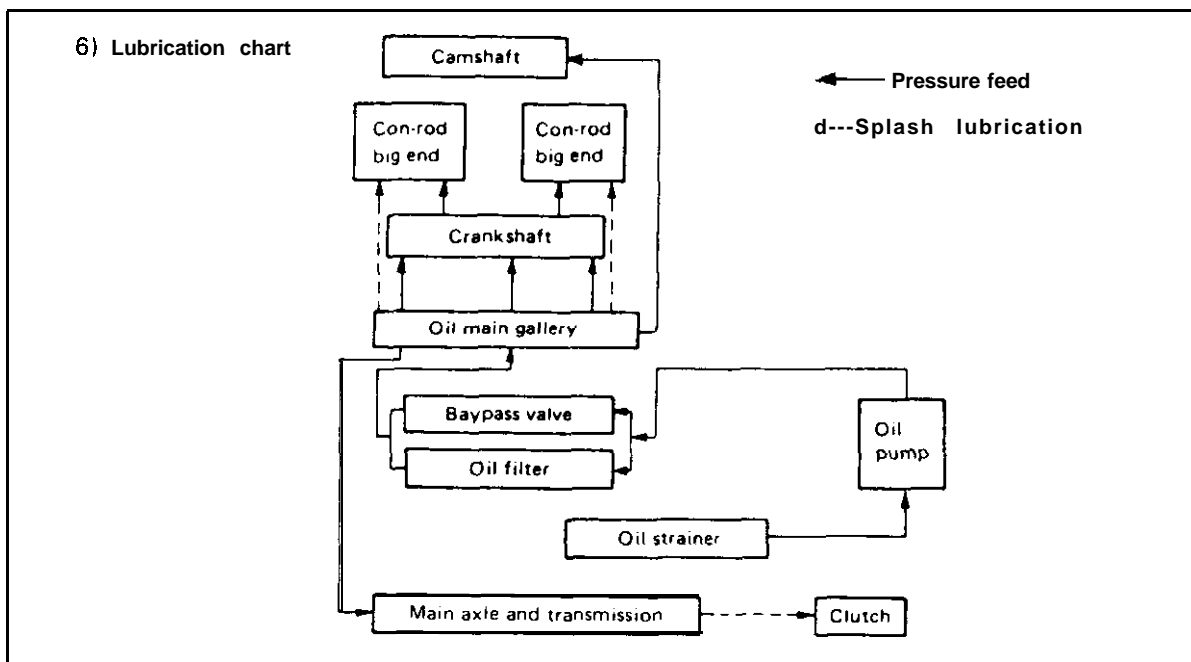 6) Lubrication chart
Camshaft
Pressure feed
d---Splash lubrication
Con-rod
big end
Con-rod
big end
Crankshaft
Oil main gallery
Baypass valve
Oil filter
Oil
pump
Oil strainer
Main axle and transmission
Clutch